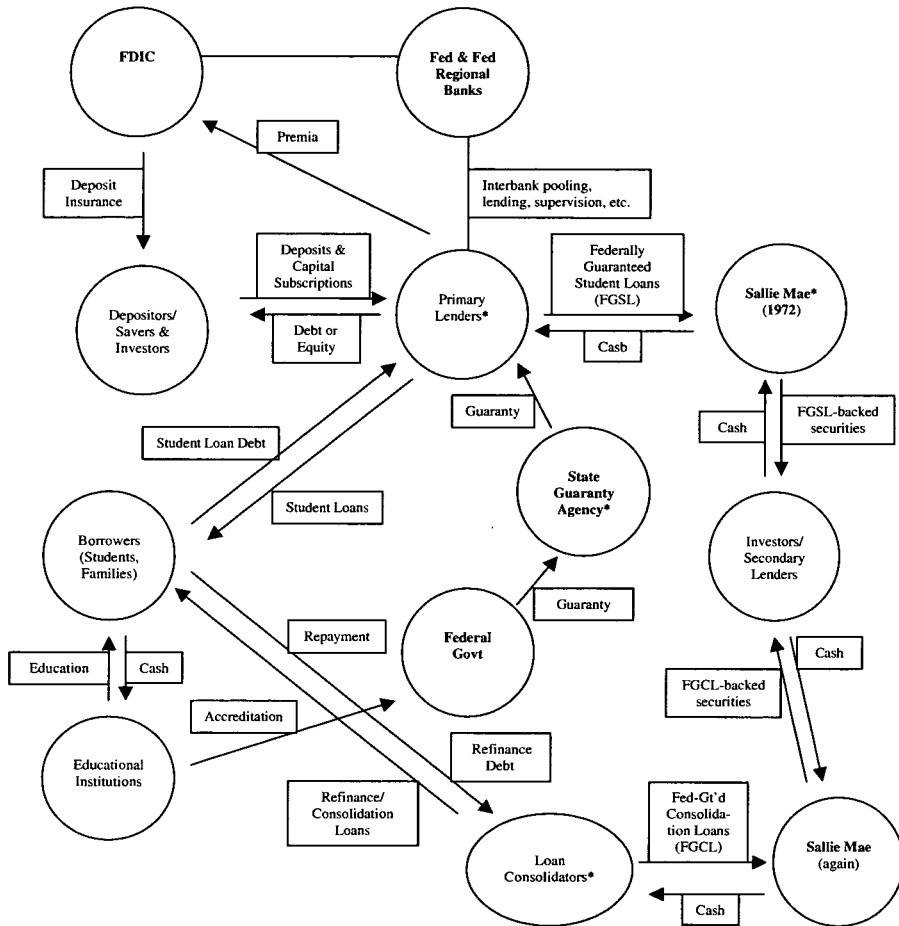 FDIC
Fed & Fed
Regional
Banks
Premia
Deposit
Insurance
Interbank pooling,
lending, supervision, etc.
Deposits &
Capital
Subscriptions
Federally
Guaranteed
Student Loans
(FGSL)
Depositors/
Savers &
Investors
Primary
Lenders*
Sallie Mae*
(1972)
Debt or
Equity
Cash
Guaranty
Cash
FGSL-backed
securities
Student Loan Debt
State
Guaranty
Agency*
Student Loans
Borrowers
(Students,
Families)
Investors/
Secondary
Lenders
Guaranty
Repayment
Federal
Govt
Education
Cash
Cash
FGCL-backed
securities
Accreditation
Educational
Institutions
Refinance
Debt
Refinance/
Consolidation
Loans
Fed-Gt'd
Consolida-
tion Loans
(FGCL)
Loan
Consolidators*
Sallie Mae
(again)
Cash